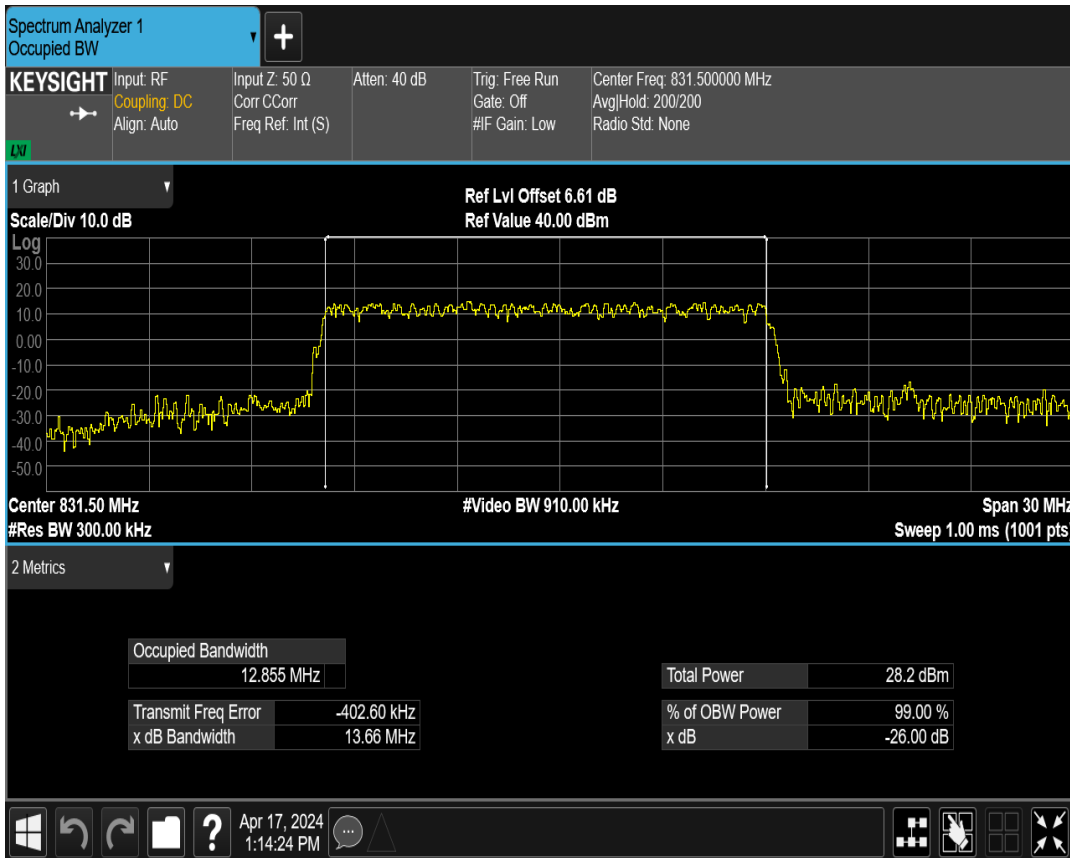 Spectrum Analyzer 1
Occupied BW
+
KEYSIGHT
LXI
Input: RF
Coupling: DC
Align: Auto
Input Z: 50 Ω
Corr CCorr
Freq Ref: Int (S)
Atten: 40 dB
Trig: Free Run
Gate: Off
#IF Gain: Low
Center Freq: 831.500000 MHz
Avg|Hold: 200/200
Radio Std: None
1 Graph
Scale/Div 10.0 dB
Ref Lvl Offset 6.61 dB
Ref Value 40.00 dBm
Log
30.0
20.0
10.0
0.00
-10.0
-20.0
-30.0
-40.0
-50.0
Center 831.50 MHz
#Res BW 300.00 kHz
#Video BW 910.00 kHz
Span 30 MHz
Sweep 1.00 ms (1001 pts)
2 Metrics
Occupied Bandwidth
12.855 MHz
Total Power 28.2 dBm
Transmit Freq Error -402.60 kHz
% of OBW Power 99.00 %
x dB Bandwidth 13.66 MHz
x dB -26.00 dB
?
Apr 17, 2024
1:14:24 PM